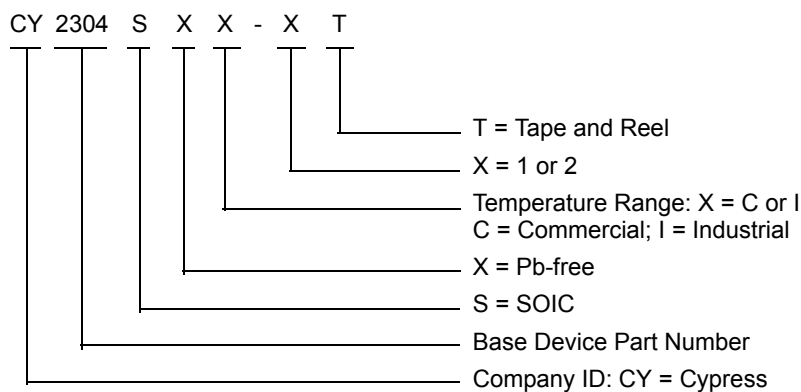 CY 2304 S X X - X T
T = Tape and Reel
X = 1 or 2
Temperature Range: X = C or I
C = Commercial; I = Industrial
X = Pb-free
S = SOIC
Base Device Part Number
Company ID: CY = Cypress